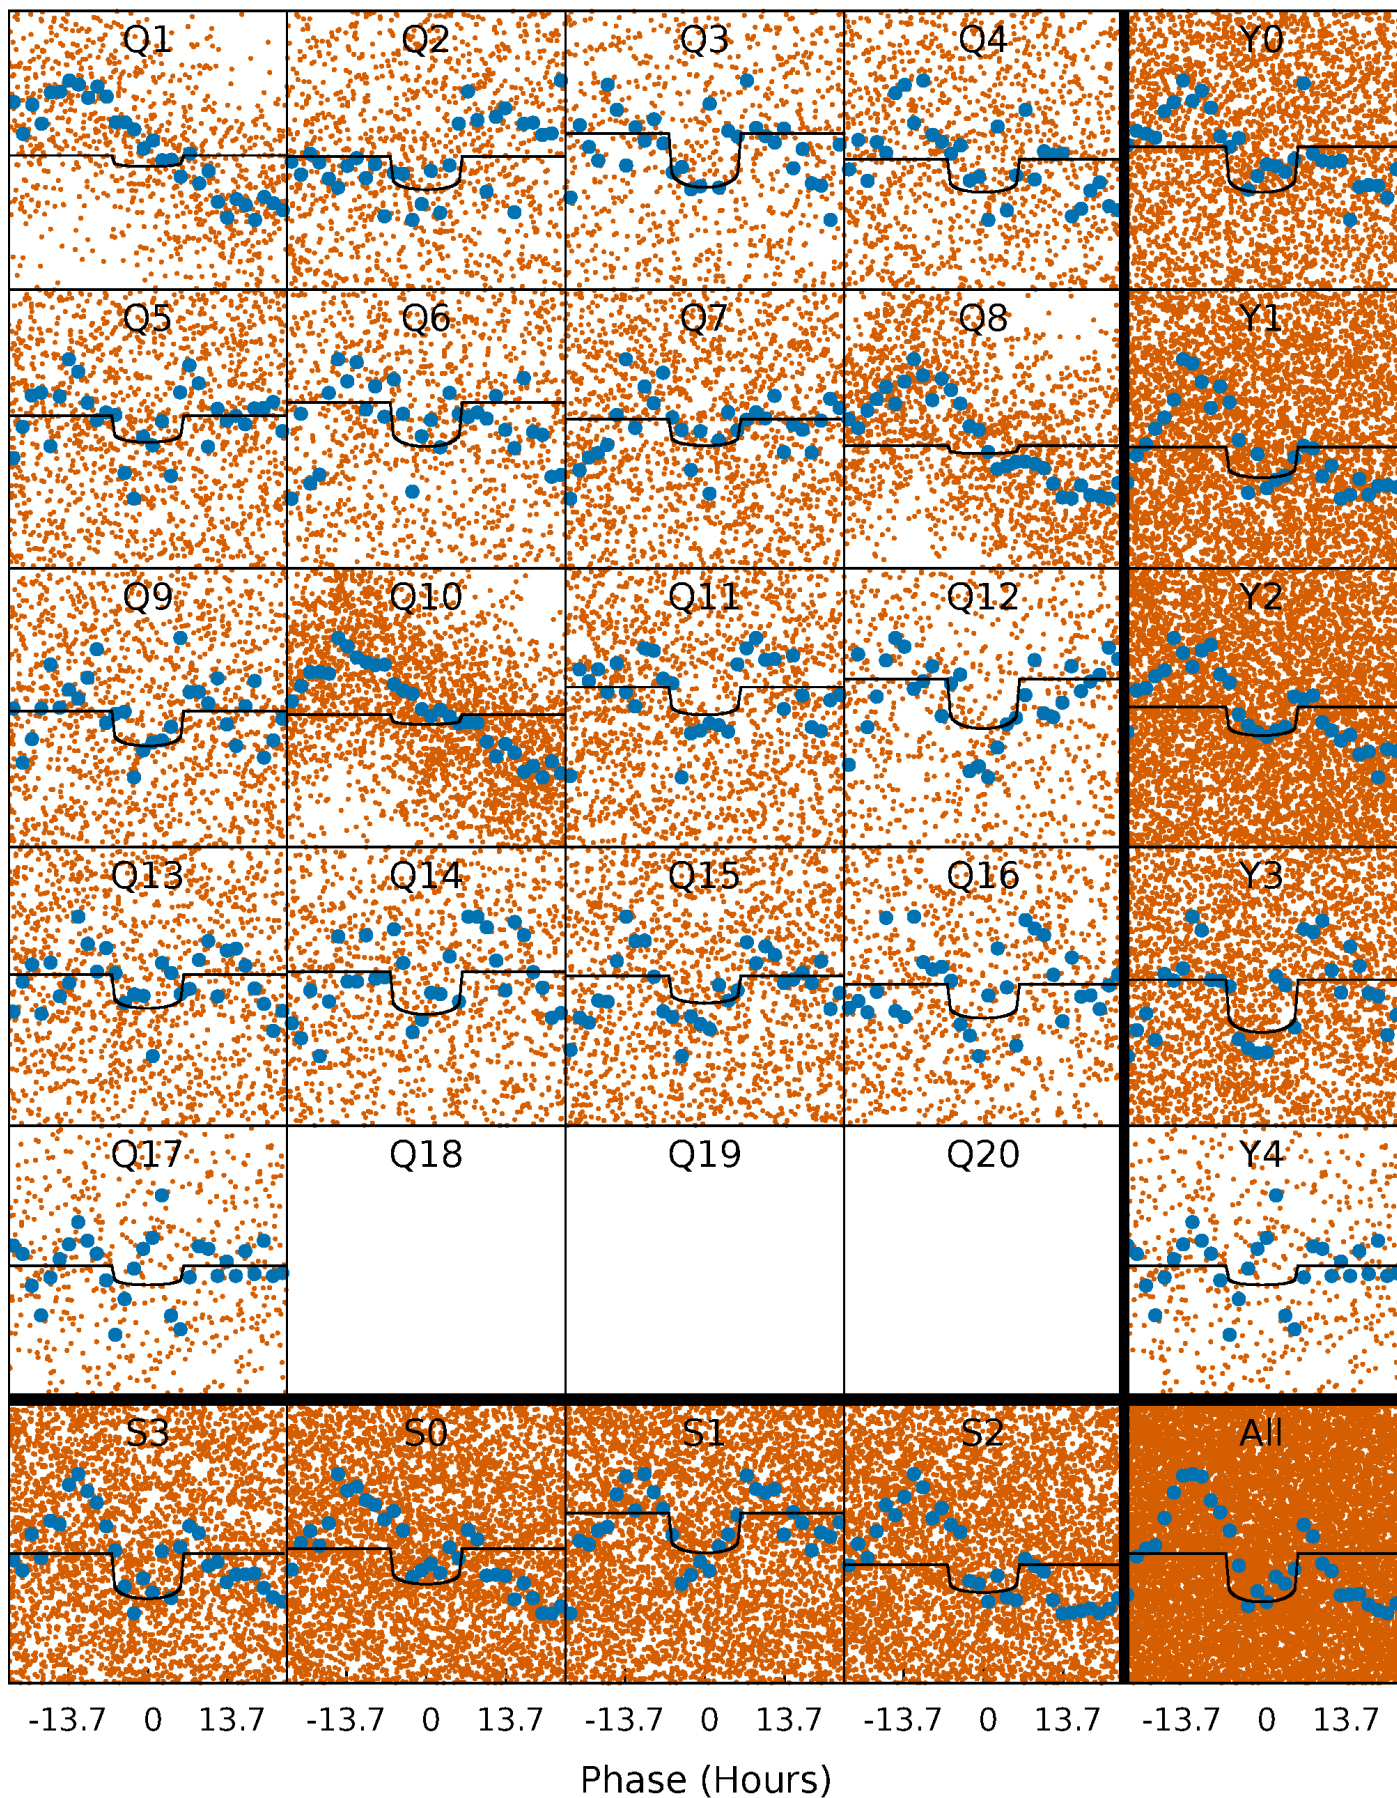 Q1 Q2 Q3 Q4 Y0
Q5 Q6 Q7 Q8 Y1
Q9 Q10 Q11 Q12 Y2
Q13 Q14 Q15 Q16 Y3
Q17 Q18 Q19 Q20 Y4
S3 S0 S1 S2 All
-13.7 0 13.7 -13.7 0 13.7 -13.7 0 13.7 -13.7 0 13.7 -13.7 0 13.7
Phase (Hours)